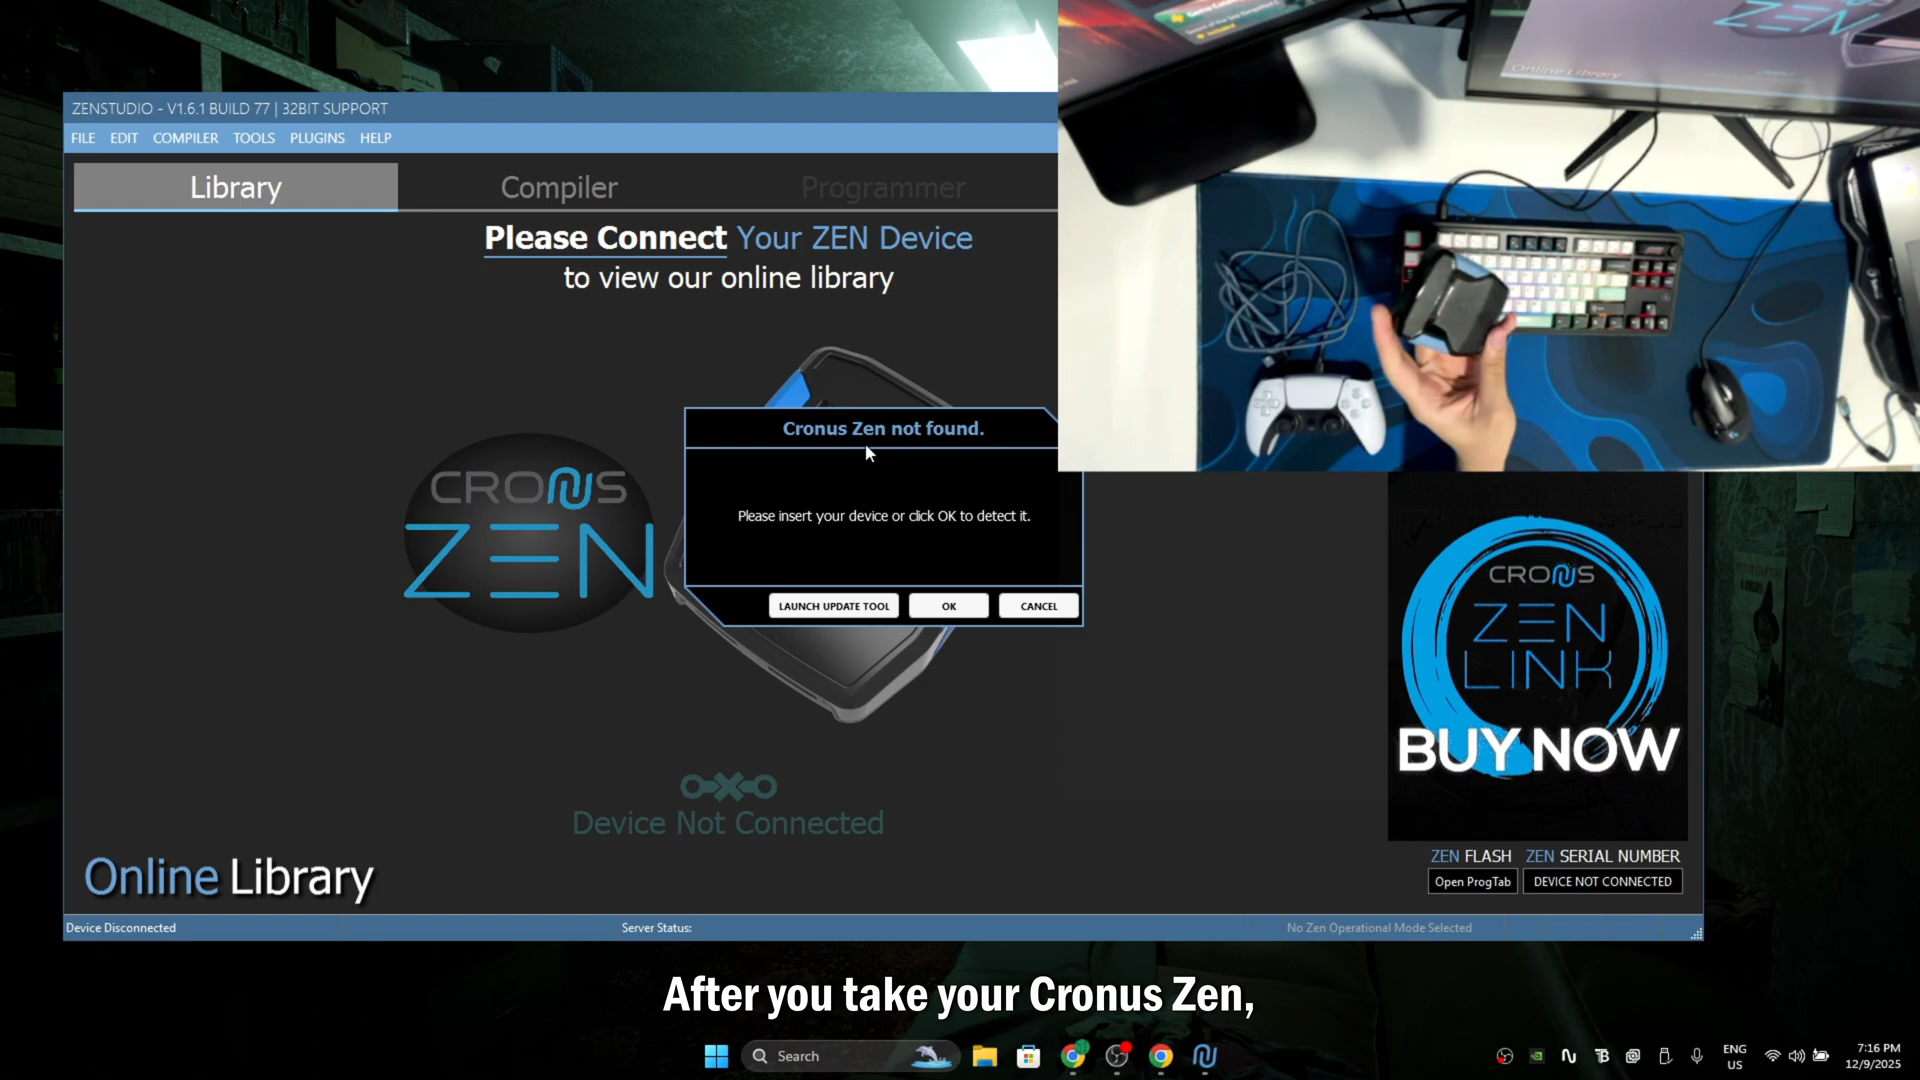 ZENSTUDIO - V1.6.1 BUILD 77 | 32BIT SUPPORT
FILE EDIT COMPILER TOOLS PLUGINS HELP
Library Compiler Programmer
Please Connect Your ZEN Device
to view our online library
ZEN
Online Library
Cronus Zen not found.
Please insert your device or click OK to detect it.
LAUNCH UPDATE TOOL OK CANCEL
CRONUS
ZEN
CRONUS
ZEN
LINK
BUY NOW
Device Not Connected
Online Library
ZEN FLASH ZEN SERIAL NUMBER
Open ProgTab DEVICE NOT CONNECTED
Device Disconnected Server Status: No Zen Operational Mode Selected
After you take your Cronus Zen,
Search
ENG
US
7:16 PM
12/9/2025